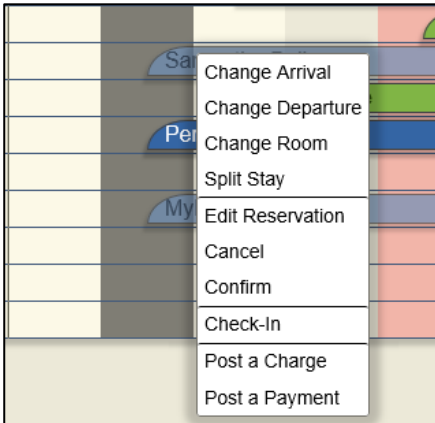 Change Arrival
Change Departure
Change Room
Split Stay
Edit Reservation
Cancel
Confirm
Check-In
Post a Charge
Post a Payment